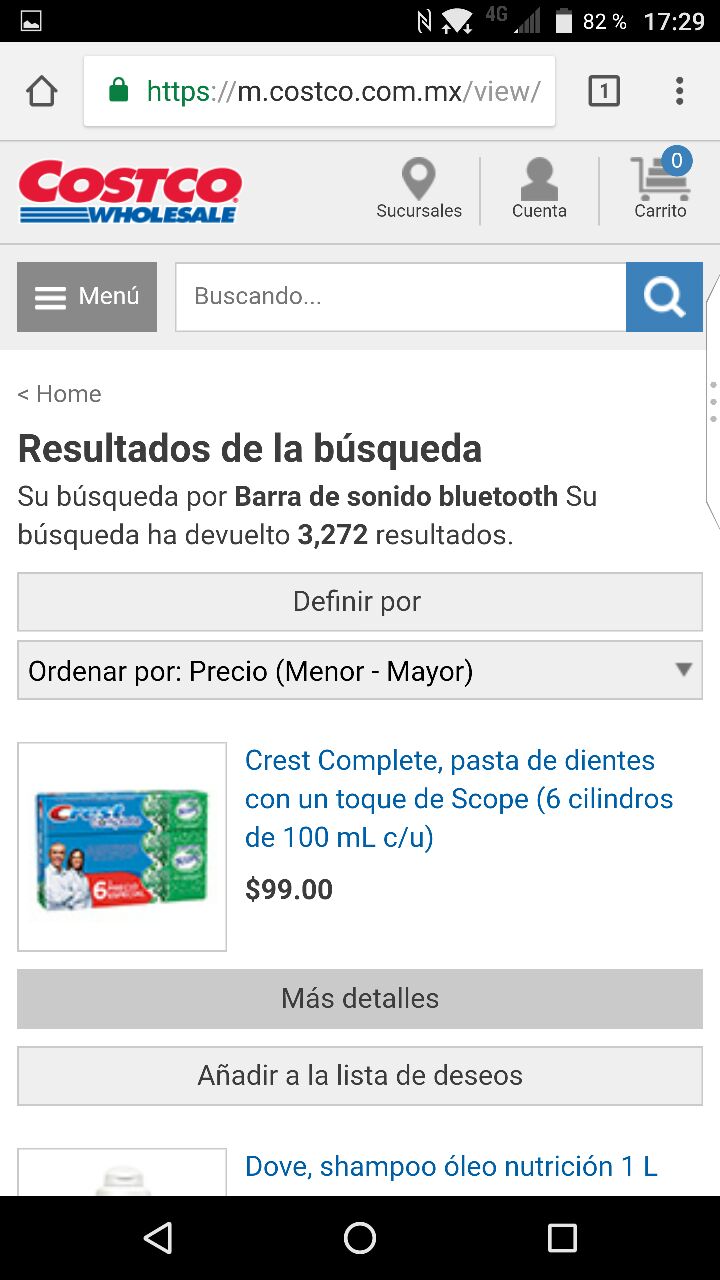 4G 82 % 17:29
https://m.costco.com.mx/view/
1
COSTCO
WHOLESALE
0
Sucursales
Cuenta
Carrito
Menú
Buscando...
< Home
Resultados de la búsqueda
Su búsqueda por Barra de sonido bluetooth Su
búsqueda ha devuelto 3,272 resultados.
Definir por
Ordenar por: Precio (Menor - Mayor)
Crest Complete, pasta de dientes
con un toque de Scope (6 cilindros
de 100 mL c/u)
$99.00
Crest
Complete
6
Más detalles
Añadir a la lista de deseos
Dove, shampoo óleo nutrición 1 L